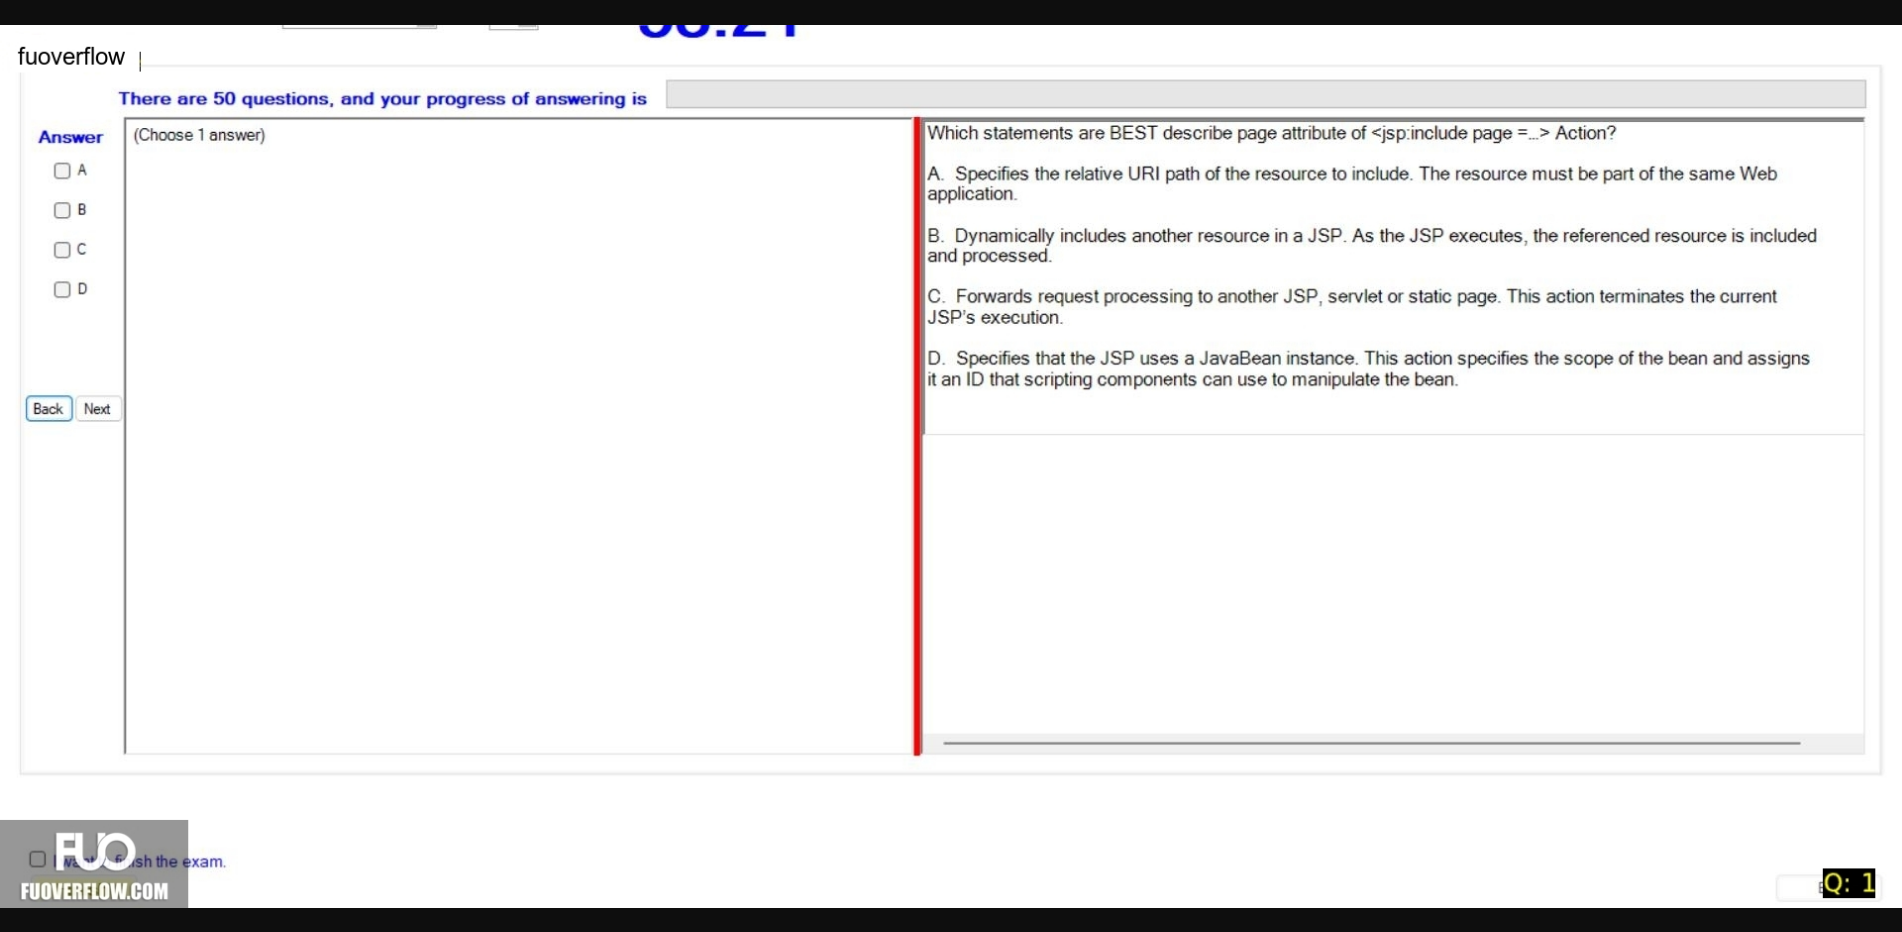 fuoverflow
There are 50 questions, and your progress of answering is
Answer
(Choose 1 answer)
A
B
C
D
Back Next
Which statements are BEST describe page attribute of <jsp:include page =...> Action?
A. Specifies the relative URI path of the resource to include. The resource must be part of the same Web
application.
B. Dynamically includes another resource in a JSP. As the JSP executes, the referenced resource is included
and processed.
C. Forwards request processing to another JSP, servlet or static page. This action terminates the current
JSP's execution.
D. Specifies that the JSP uses a JavaBean instance. This action specifies the scope of the bean and assigns
it an ID that scripting components can use to manipulate the bean.
FUO
the exam.
FUOVERFLOW.COM
Q: 1